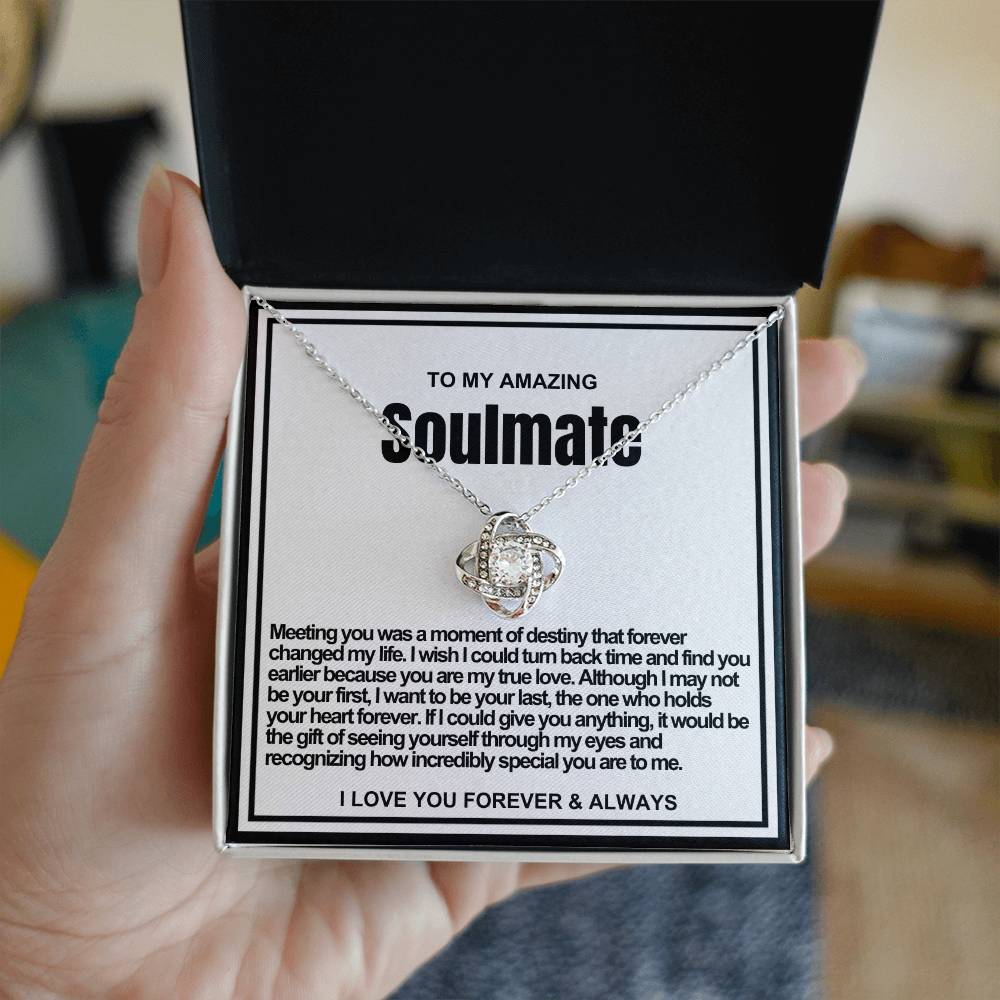 TO MY AMAZING
Soulmate
Meeting you was a moment of destiny that forever
changed my life. I wish I could turn back time and find you
earlier because you are my true love. Although I may not
be your first, I want to be your last, the one who holds
your heart forever. If I could give you anything, it would be
the gift of seeing yourself through my eyes and
recognizing how incredibly special you are to me.
I LOVE YOU FOREVER & ALWAYS